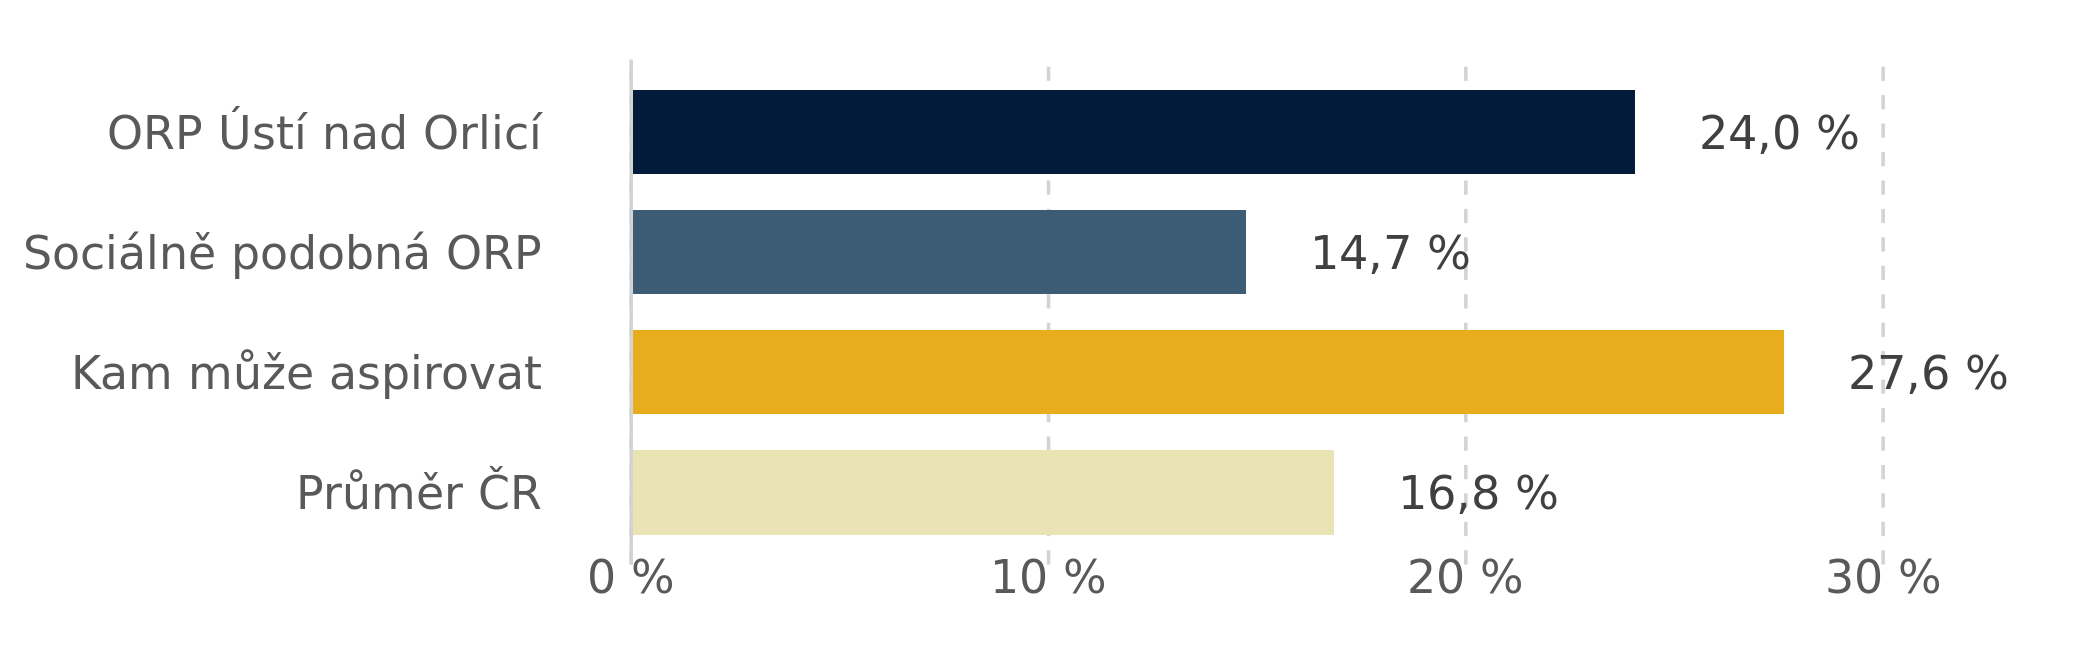 ORP Ústí nad Orlicí 24,0 %
Sociálně podobná ORP 14,7 %
Kam může aspirovat 27,6 %
Průměr ČR 16,8 %
0 % 10 % 20 % 30 %